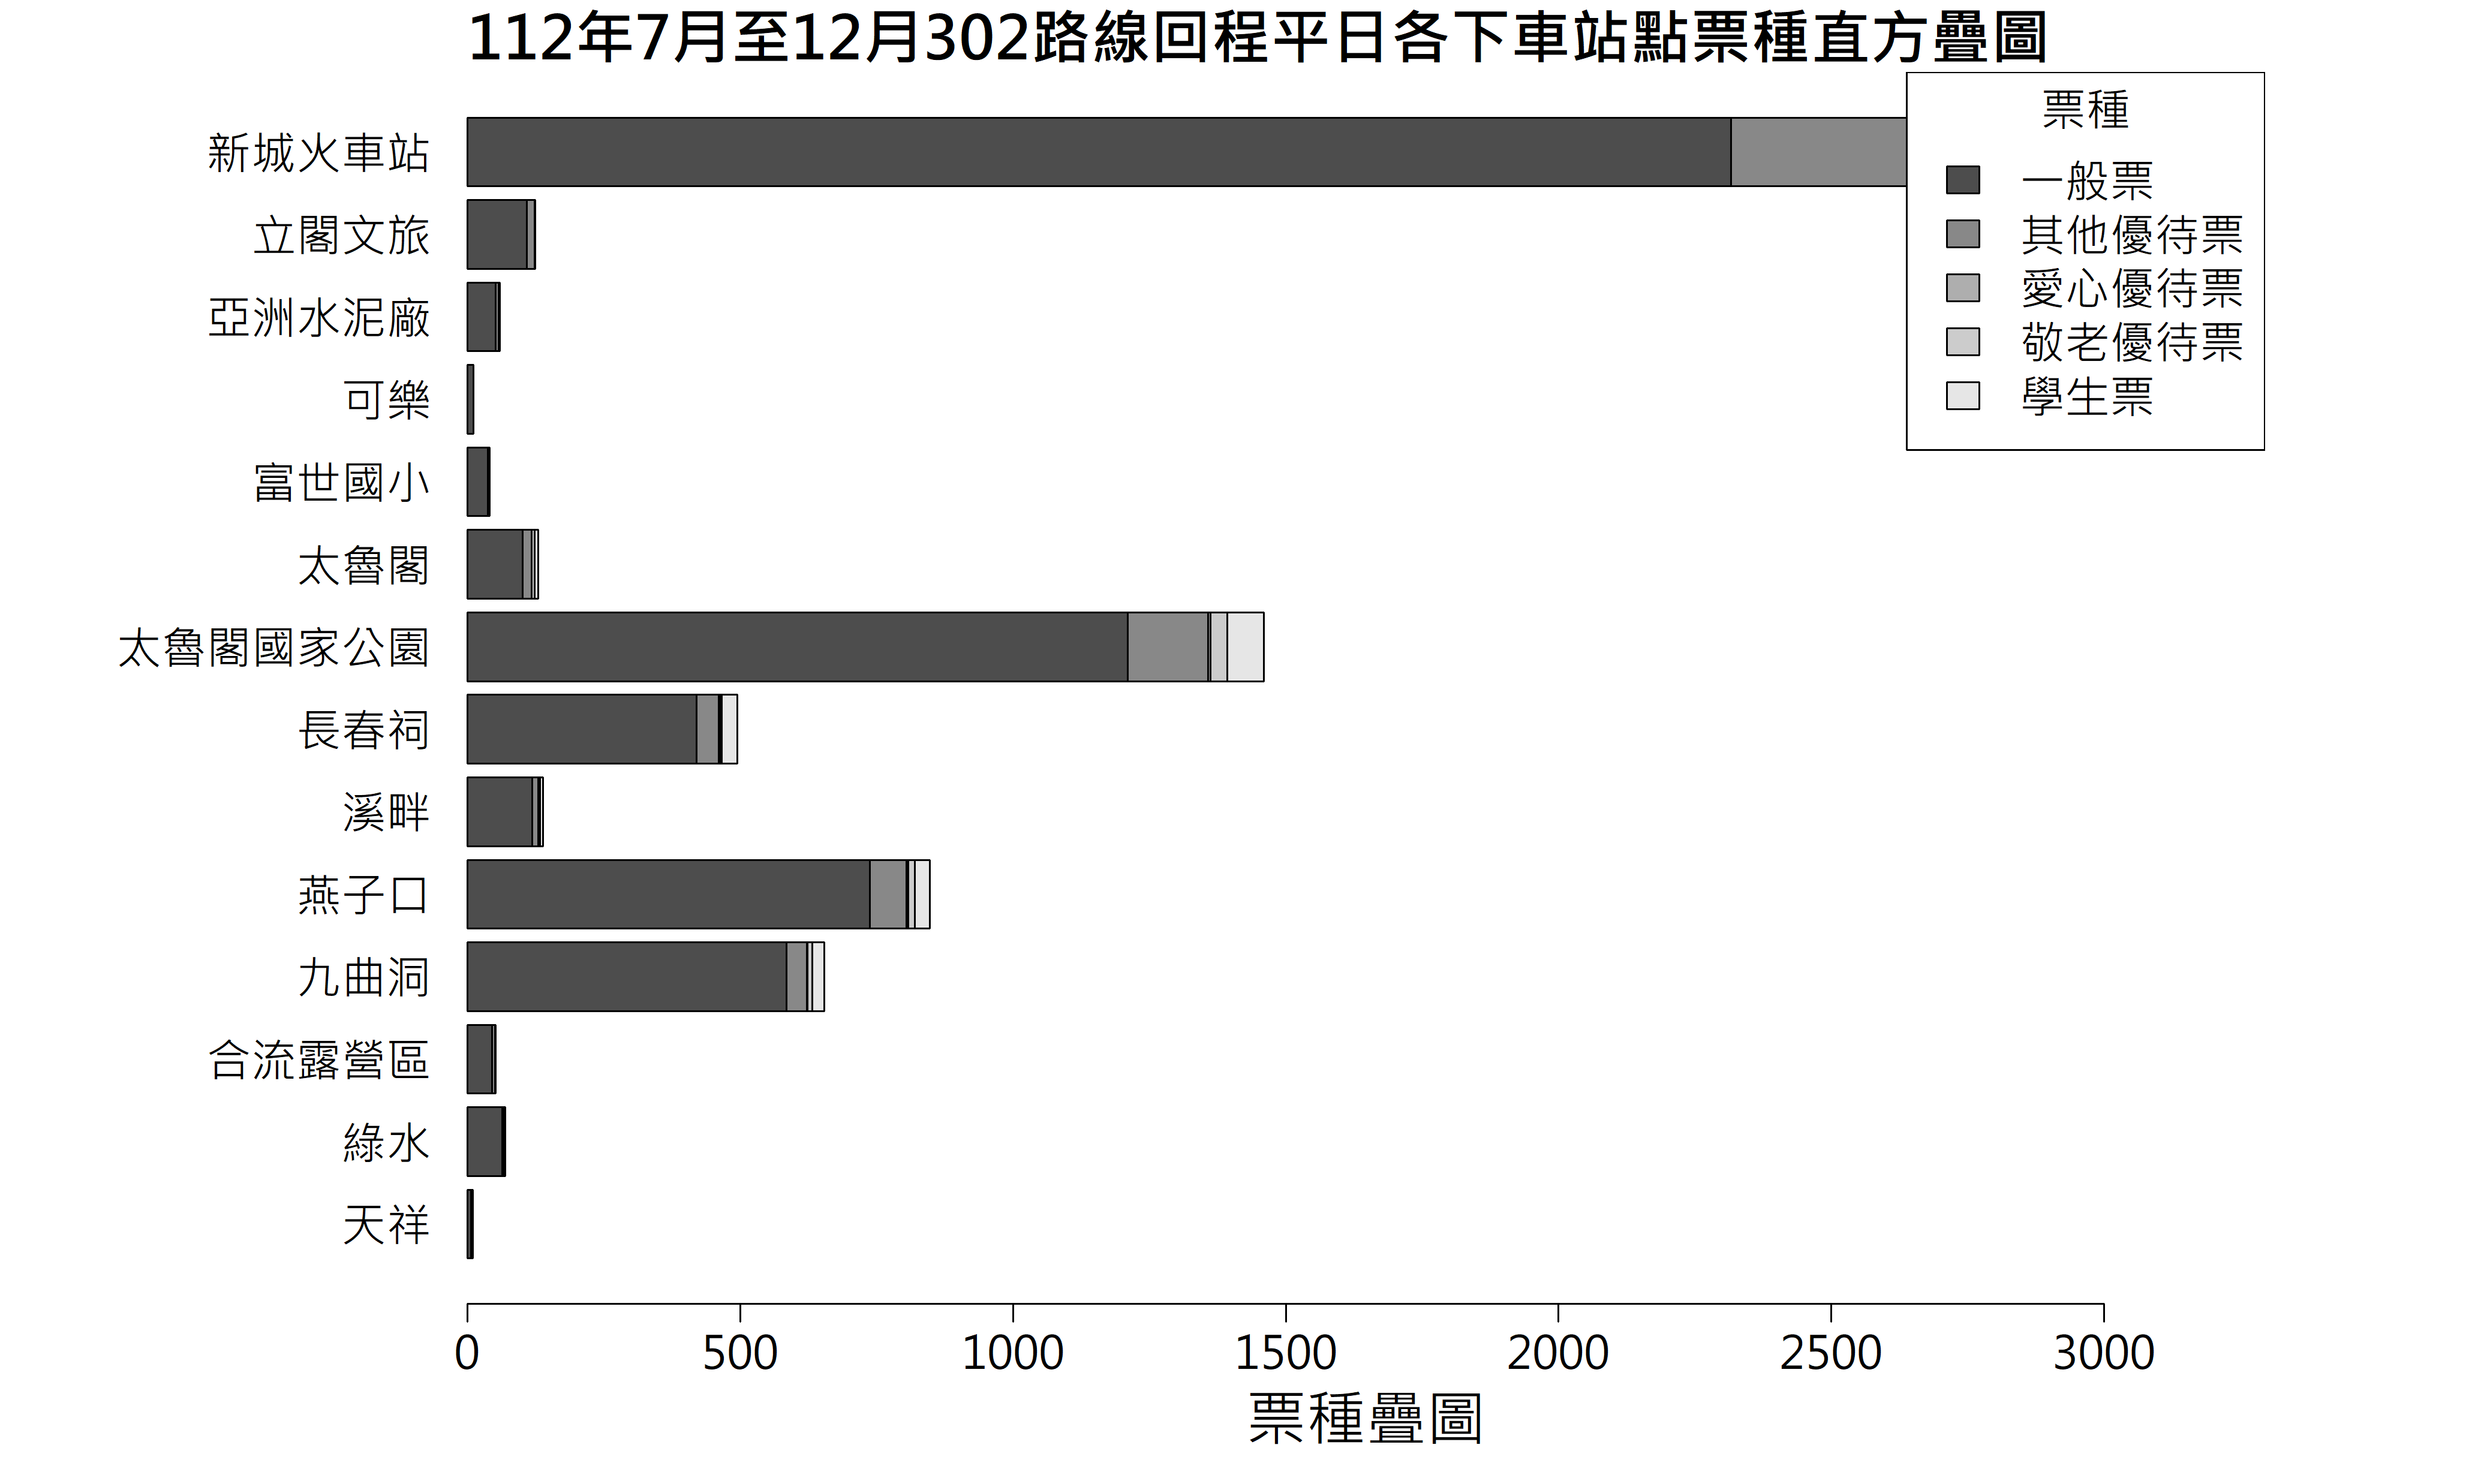 112年7月至12月302路線回程平日各下車站點票種直方疊圖
票種
一般票
其他優待票
愛心優待票
敬老優待票
學生票
新城火車站
立閣文旅
亞洲水泥廠
可樂
富世國小
太魯閣
太魯閣國家公園
長春祠
溪畔
燕子口
九曲洞
合流露營區
綠水
天祥
0 500 1000 1500 2000 2500 3000
票種疊圖